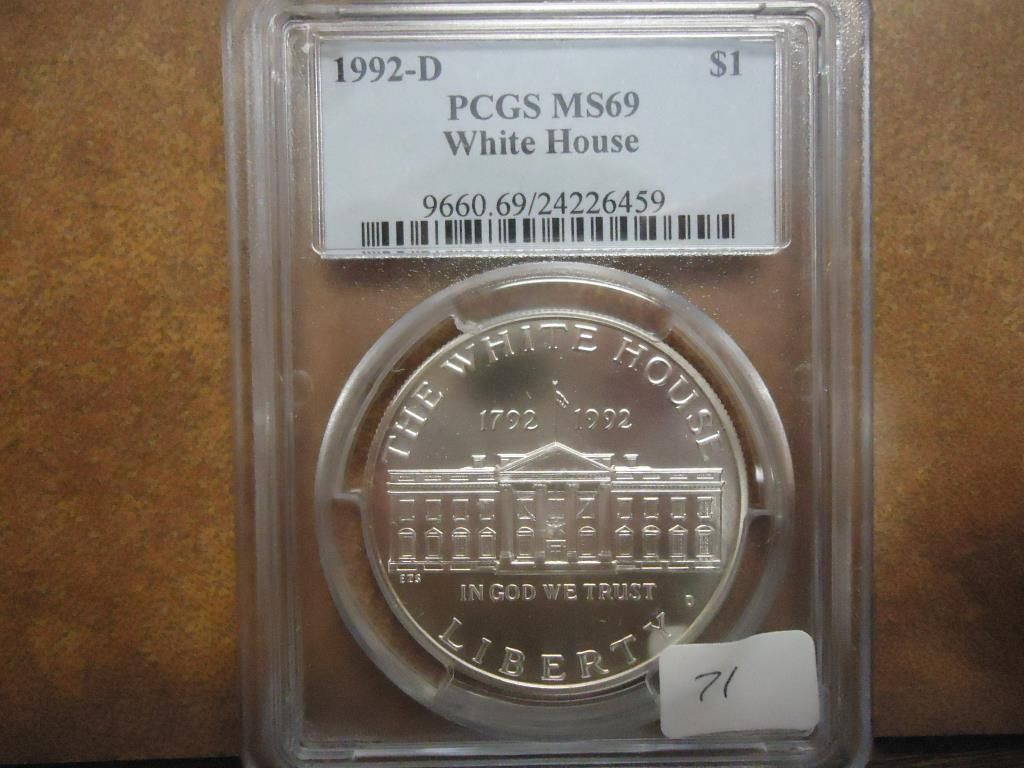 1992-D $1
PCGS MS69
White House
9660.69/24226459
THE WHITE HOUSE
1792 1992
EZS
IN GOD WE TRUST
D
LIBERTY
71